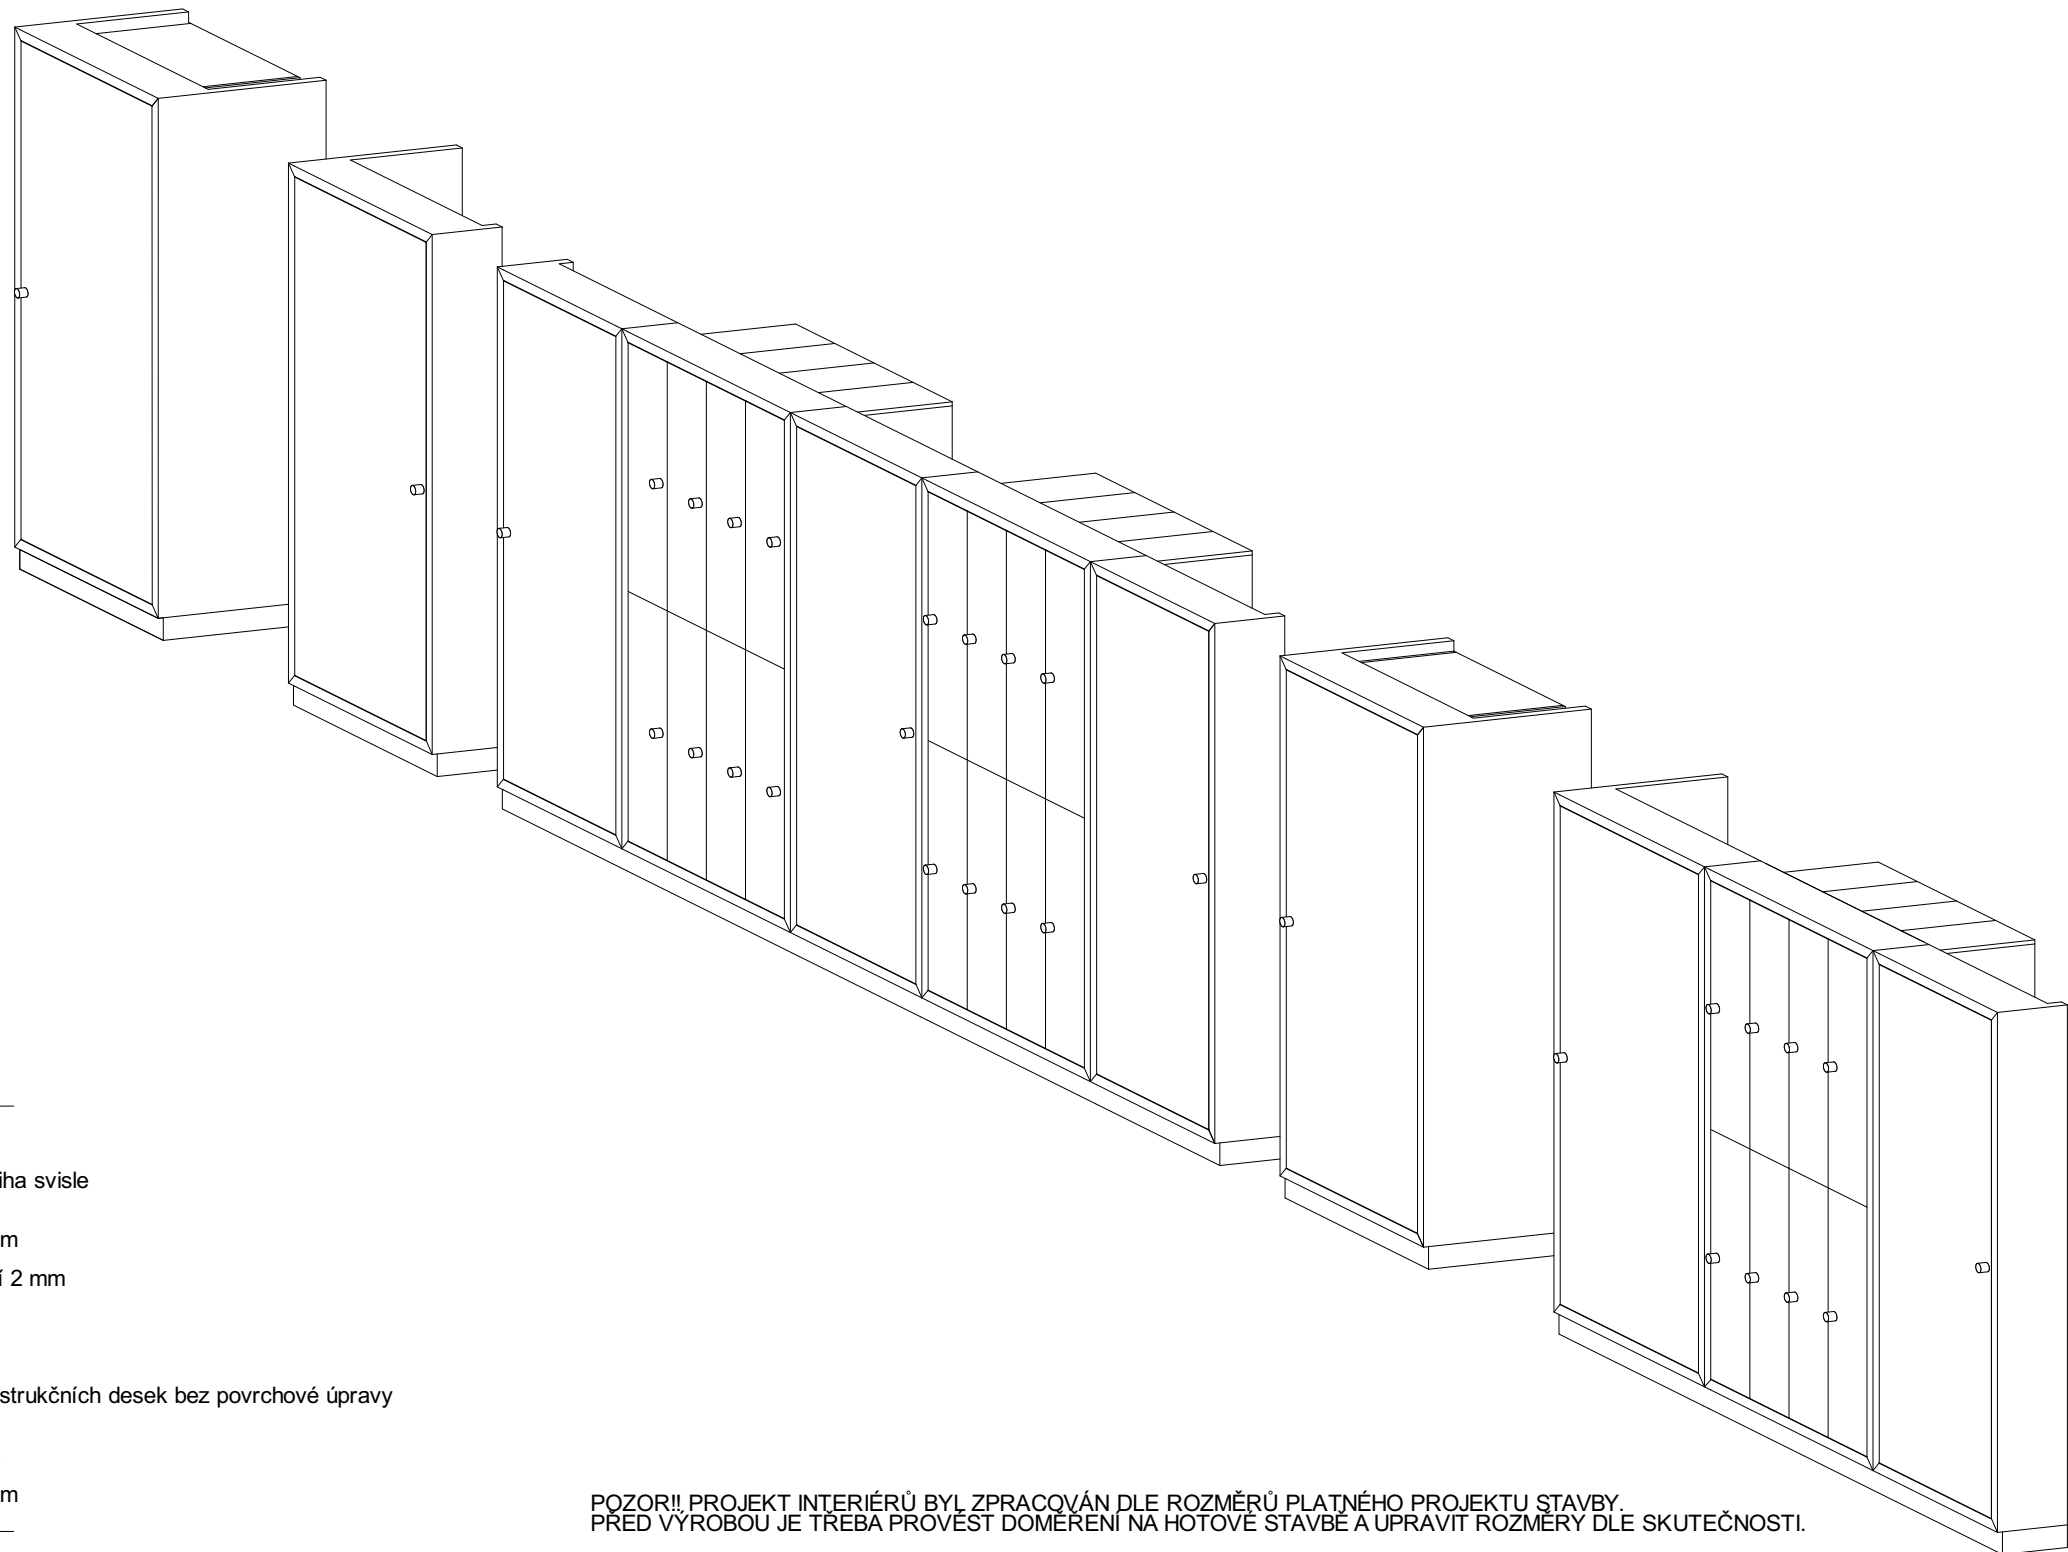 iha svisle
m
í 2 mm
strukčních desek bez povrchové úpravy
m
POZOR!! PROJEKT INTERIÉRŮ BYL ZPRACOVÁN DLE ROZMĚRŮ PLATNÉHO PROJEKTU STAVBY.
PŘED VÝROBOU JE TŘEBA PROVÉST DOMĚŘENÍ NA HOTOVÉ STAVBĚ A UPRAVIT ROZMĚRY DLE SKUTEČNOSTI.